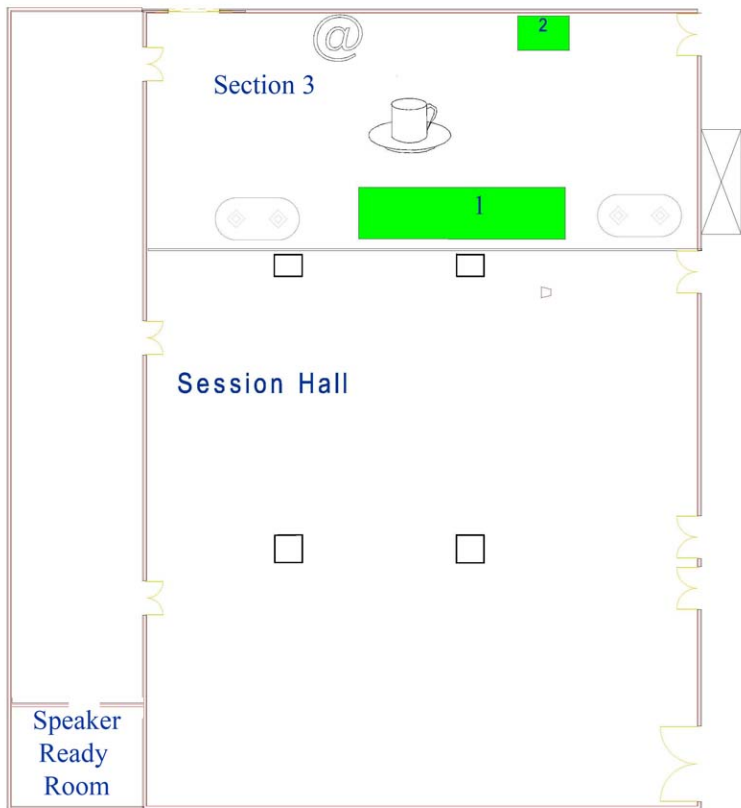 @
2
Section 3
1
Session Hall
Speaker
Ready
Room